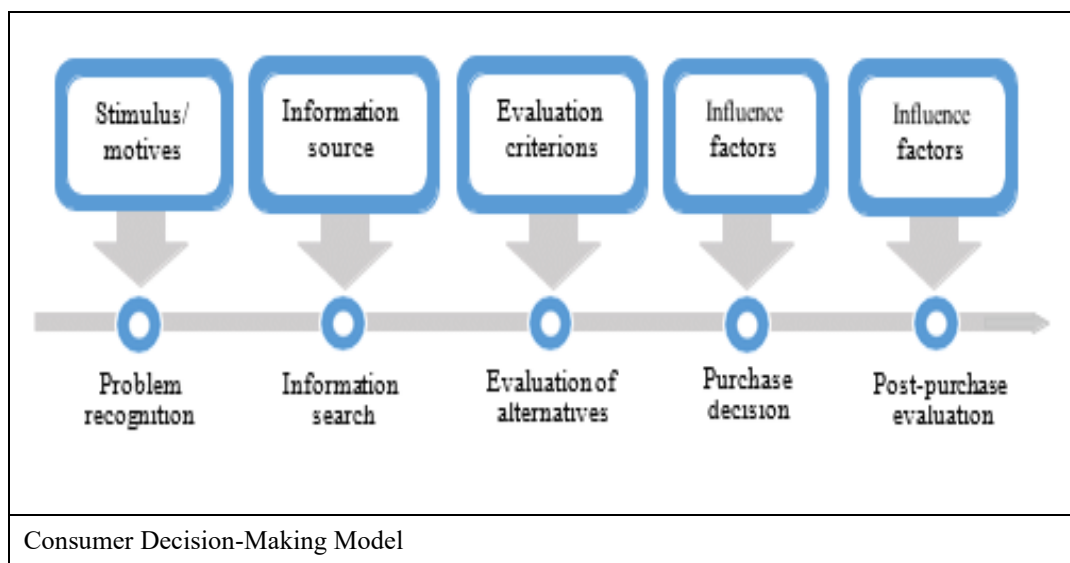 Stimulus/
motives
Information
source
Evaluation
criterions
Influence
factors
Influence
factors
Problem
recognition
Information
search
Evaluation of
alternatives
Purchase
decision
Post-purchase
evaluation
Consumer Decision-Making Model